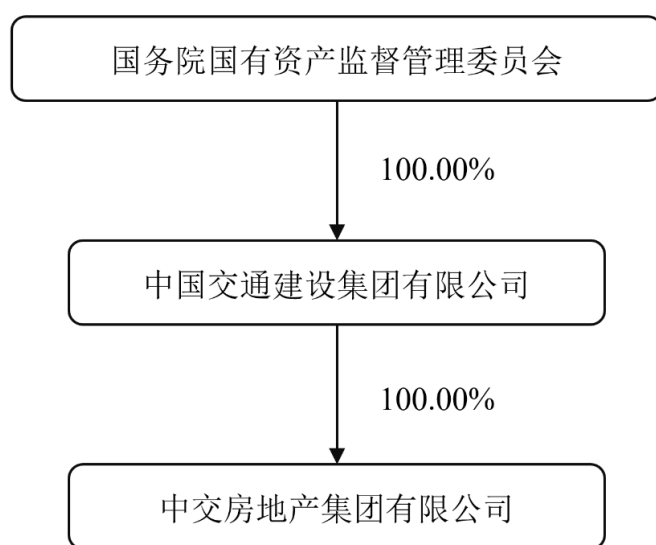 国务院国有资产监督管理委员会
100.00%
中国交通建设集团有限公司
100.00%
中交房地产集团有限公司